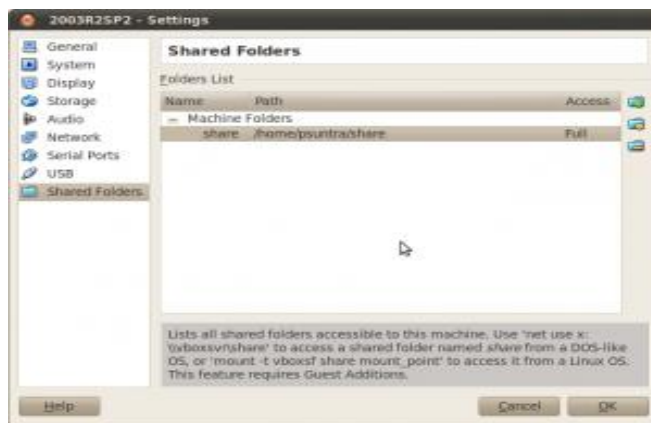 2003R2SP2 - Settings
General
System
Display
Storage
Audio
Network
Serial Ports
USB
Shared Folders
Shared Folders
Folders List
Name Path Access
Machine Folders
share /home/psuntra/share Full
Lists all shared folders accessible to this machine. Use 'net use x:
\\vboxsvr\share' to access a shared folder named share from a DOS-like
OS, or 'mount -t vboxsf share mount_point' to access it from a Linux OS.
This feature requires Guest Additions.
Help Cancel OK